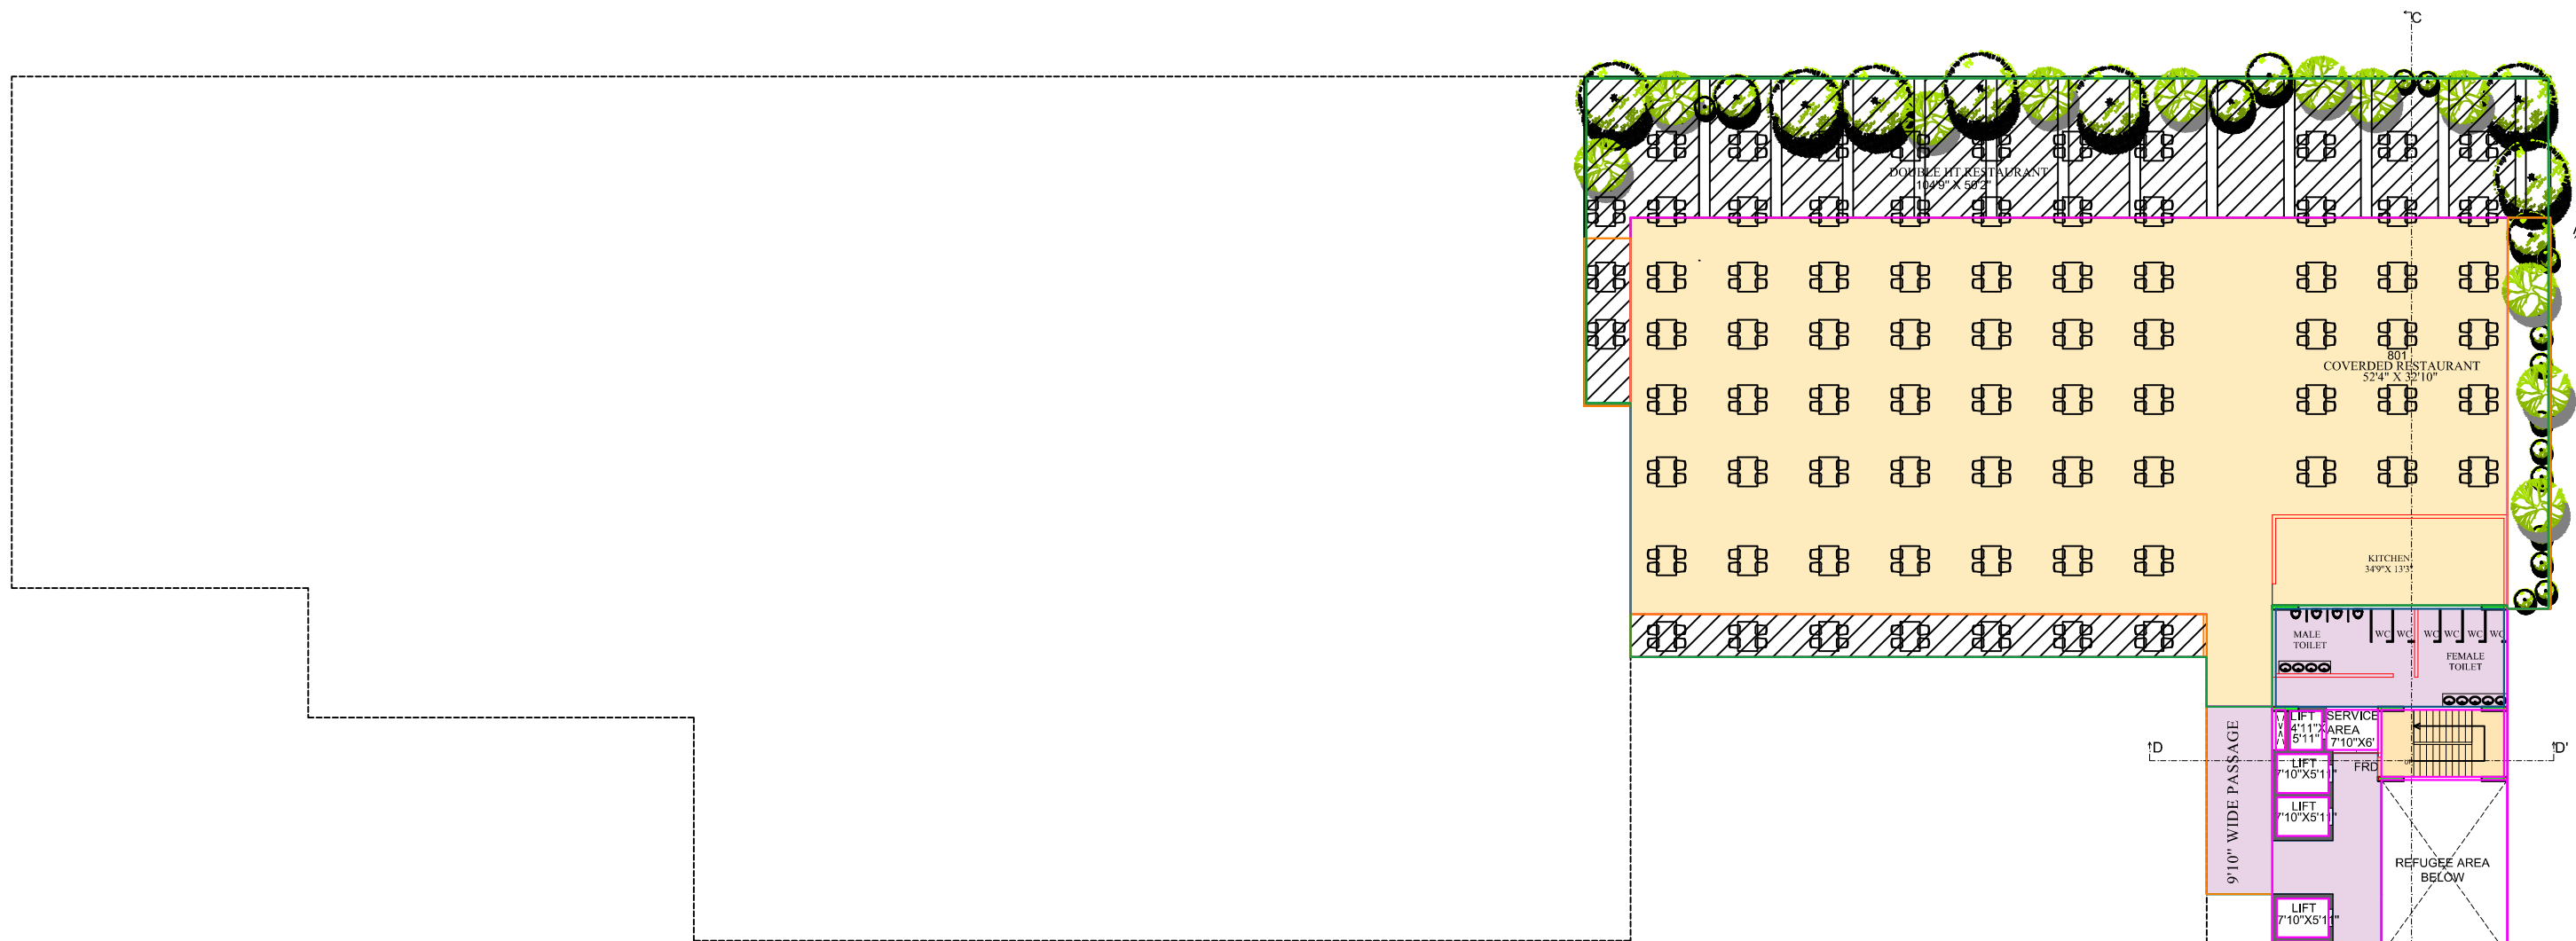 C
DOUBLE HT.RESTAURANT
104'9" X 50'2"
801
COVERDED RESTAURANT
52'4" X 32'10"
KITCHEN
34'9"X 13'3"
MALE
TOILET
WC
WC
WC
WC
WC
WC
FEMALE
TOILET
LIFT
4'11"X
5'11"
SERVICE
AREA
7'10"X6'
D
D'
FRD
LIFT
7'10"X5'11"
LIFT
7'10"X5'11"
9'10" WIDE PASSAGE
REFUGEE AREA
BELOW
LIFT
7'10"X5'11"